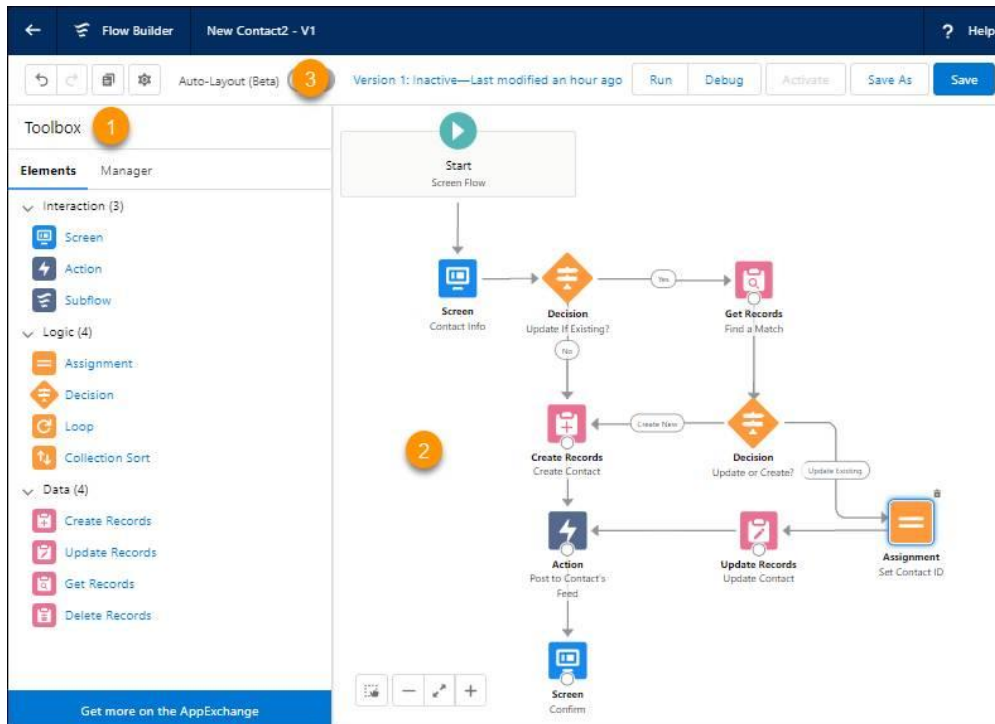 Flow Builder New Contact2 - V1 ? Help
Auto-Layout (Beta) 3 Version 1: Inactive—Last modified an hour ago Run Debug Activate Save As Save
Toolbox 1
Elements Manager
Interaction (3)
Screen
Action
Subflow
Logic (4)
Assignment
Decision
Loop
Collection Sort
Data (4)
Create Records
Update Records
Get Records
Delete Records
Get more on the AppExchange
Start
Screen Flow
Screen
Contact Info
Decision
Update If Existing?
Yes
Get Records
Find a Match
No
Create Records
Create Contact
Create New
Decision
Update or Create?
Update Existing
2
Action
Post to Contact's
Feed
Update Records
Update Contact
Assignment
Set Contact ID
Screen
Confirm